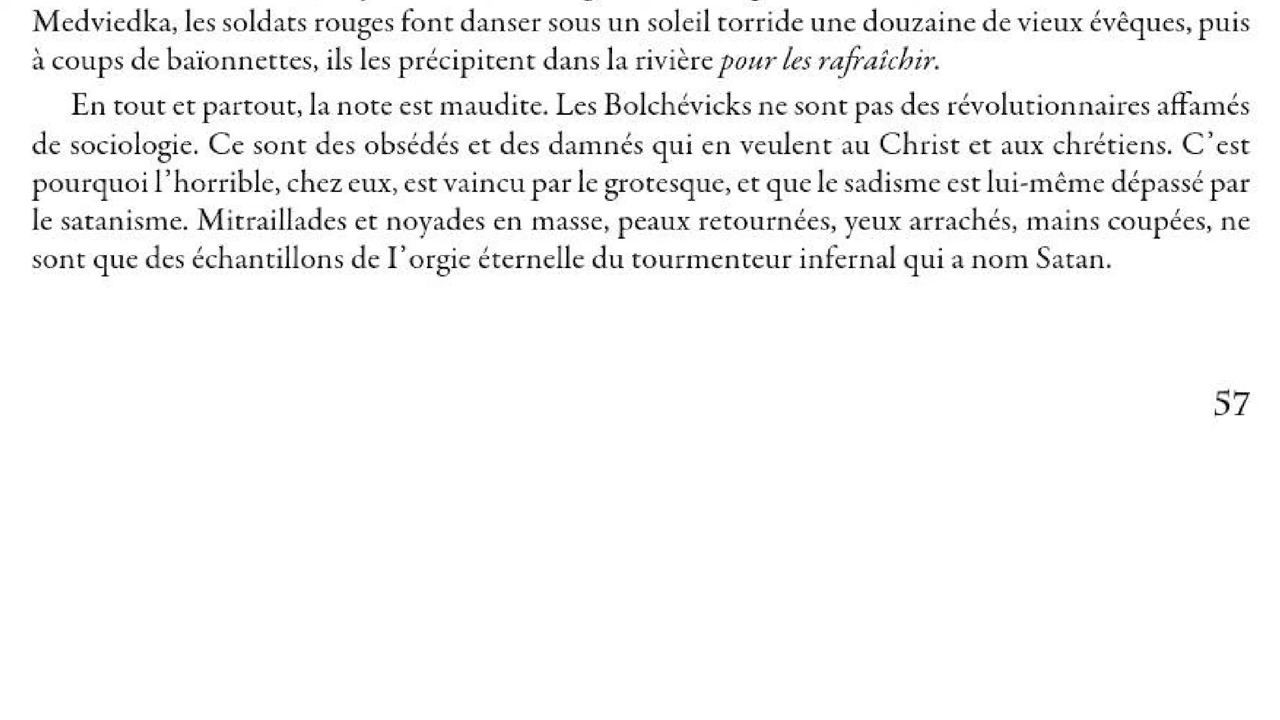 Medviedka, les soldats rouges font danser sous un soleil torride une douzaine de vieux évêques, puis
à coups de baïonnettes, ils les précipitent dans la rivière pour les rafraîchir.
En tout et partout, la note est maudite. Les Bolchévicks ne sont pas des révolutionnaires affamés
de sociologie. Ce sont des obsédés et des damnés qui en veulent au Christ et aux chrétiens. C’est
pourquoi l’horrible, chez eux, est vaincu par le grotesque, et que le sadisme est lui-même dépassé par
le satanisme. Mitraillades et noyades en masse, peaux retournées, yeux arrachés, mains coupées, ne
sont que des échantillons de I’orgie éternelle du tourmenteur infernal qui a nom Satan.
57